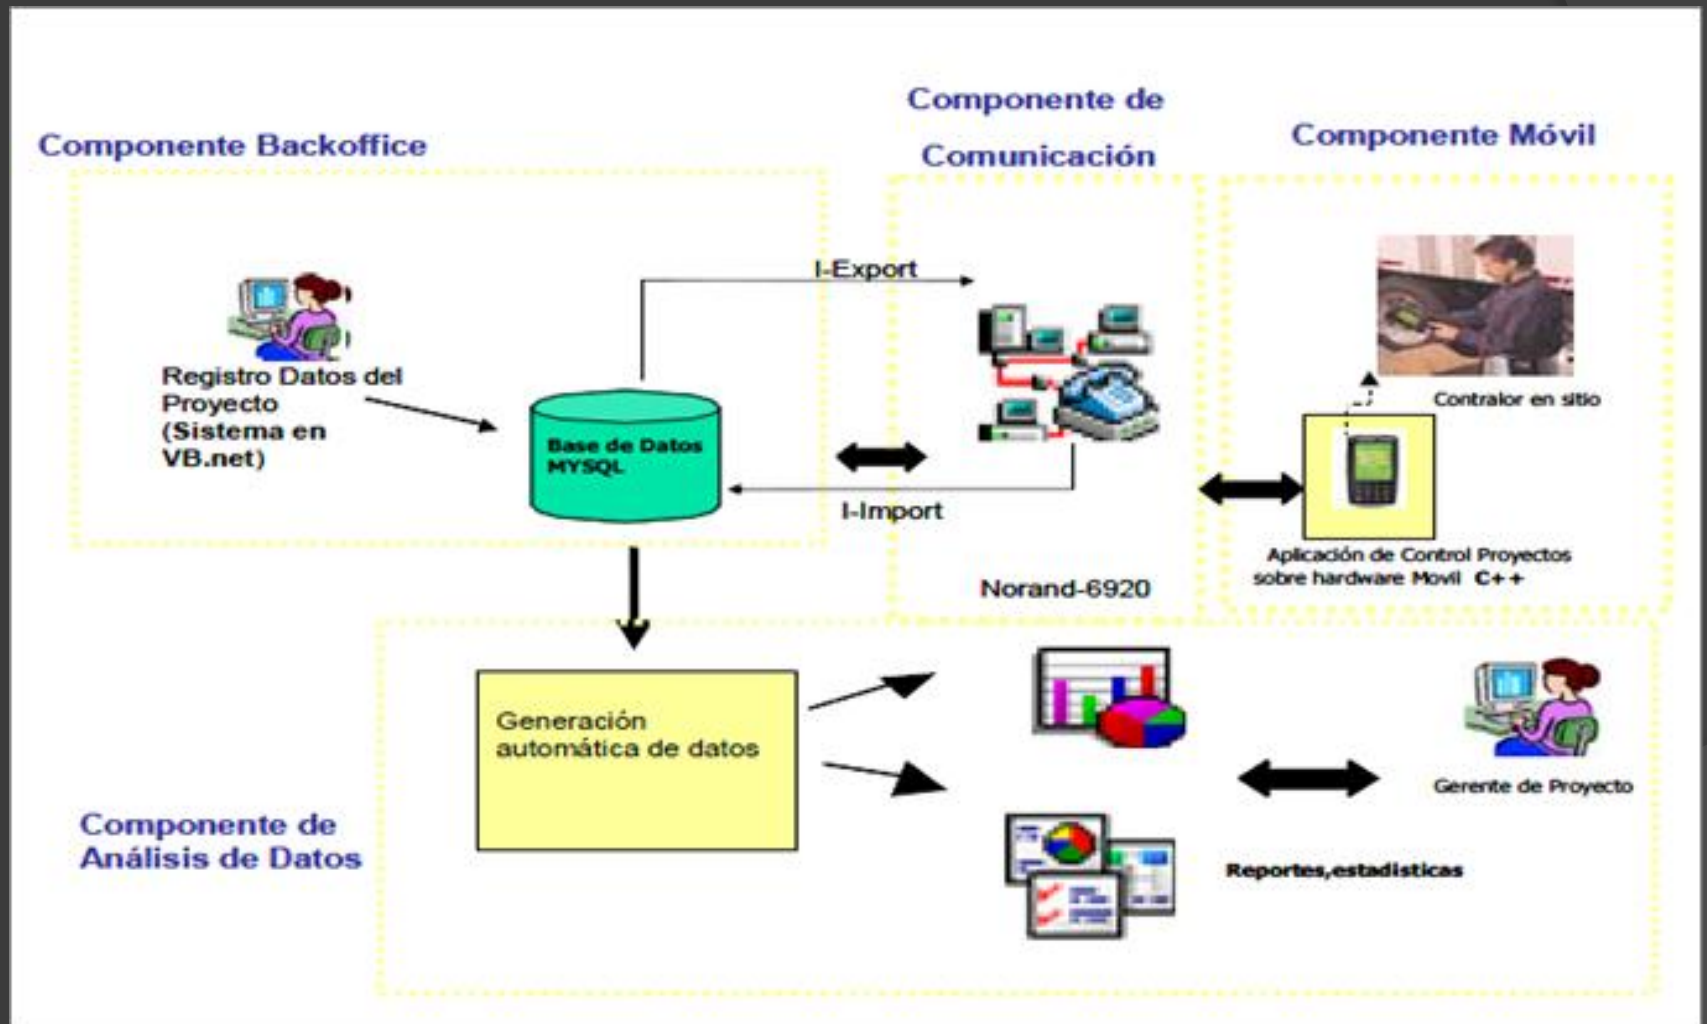 Componente Backoffice
Componente de
Comunicación
Componente Móvil
I-Export
Registro Datos del
Proyecto
(Sistema en
VB.net)
Base de Datos
MYSQL
I-Import
Contralor en sitio
Aplicación de Control Proyectos
sobre hardware Movil C++
Norand-6920
Generación
automática de datos
Gerente de Proyecto
Componente de
Análisis de Datos
Reportes,estadisticas